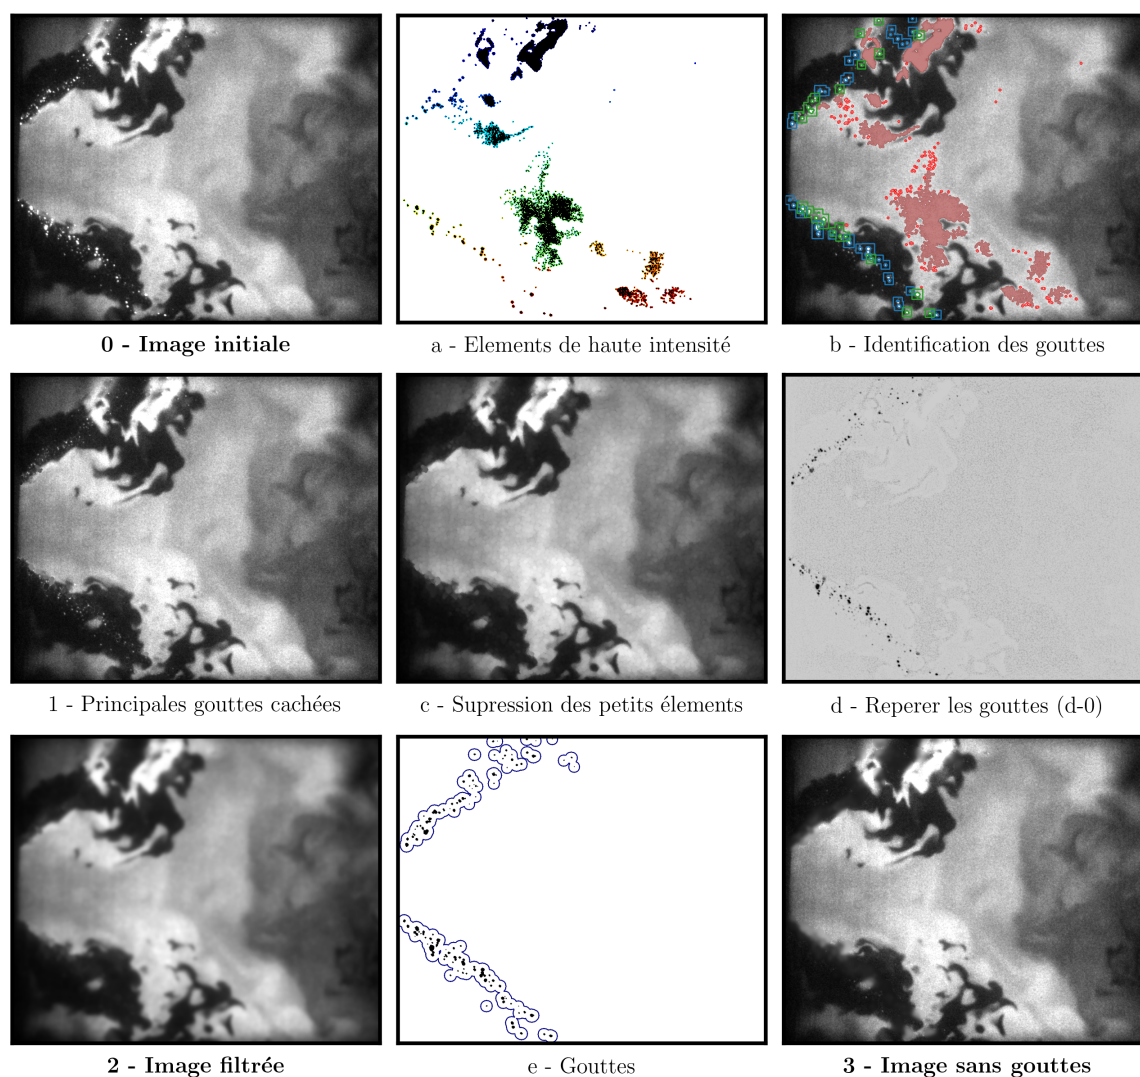 0 - Image initiale
a - Elements de haute intensité
b - Identification des gouttes
1 - Principales gouttes cachées
c - Supression des petits élements
d - Reperer les gouttes (d-0)
2 - Image filtrée
e - Gouttes
3 - Image sans gouttes